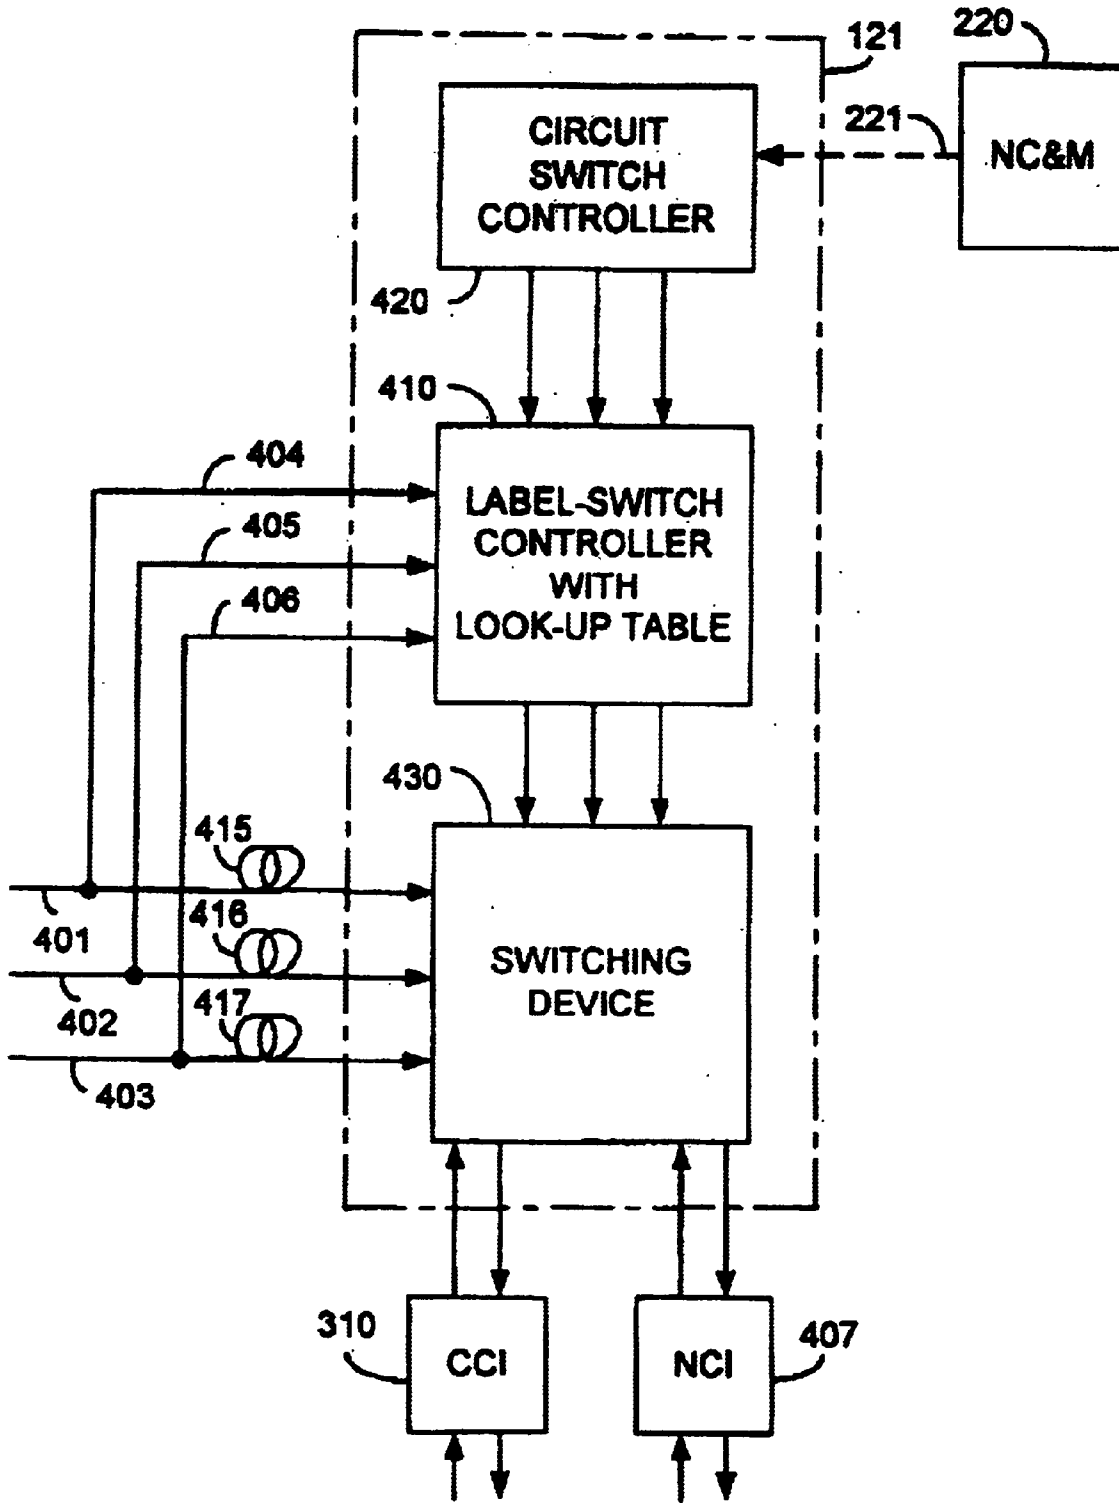 220
121
221
NC&M
CIRCUIT
SWITCH
CONTROLLER
420
410
404
LABEL-SWITCH
CONTROLLER
WITH
LOOK-UP TABLE
405
406
430
415
401
416
402
417
403
SWITCHING
DEVICE
310
CCI
NCI
407